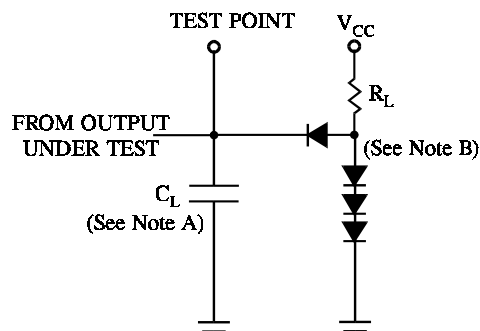 TEST POINT
VCC
RL
FROM OUTPUT
UNDER TEST
(See Note B)
CL
(See Note A)